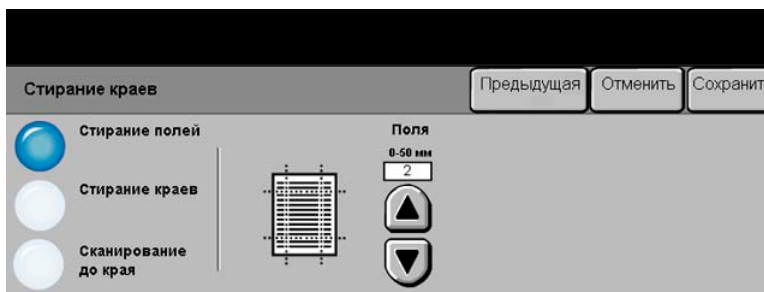 Стирание краев
Предыдущая
Отменить
Сохранит
Стирание полей
Стирание краев
Сканирование
до края
Поля
0-50 мм
2